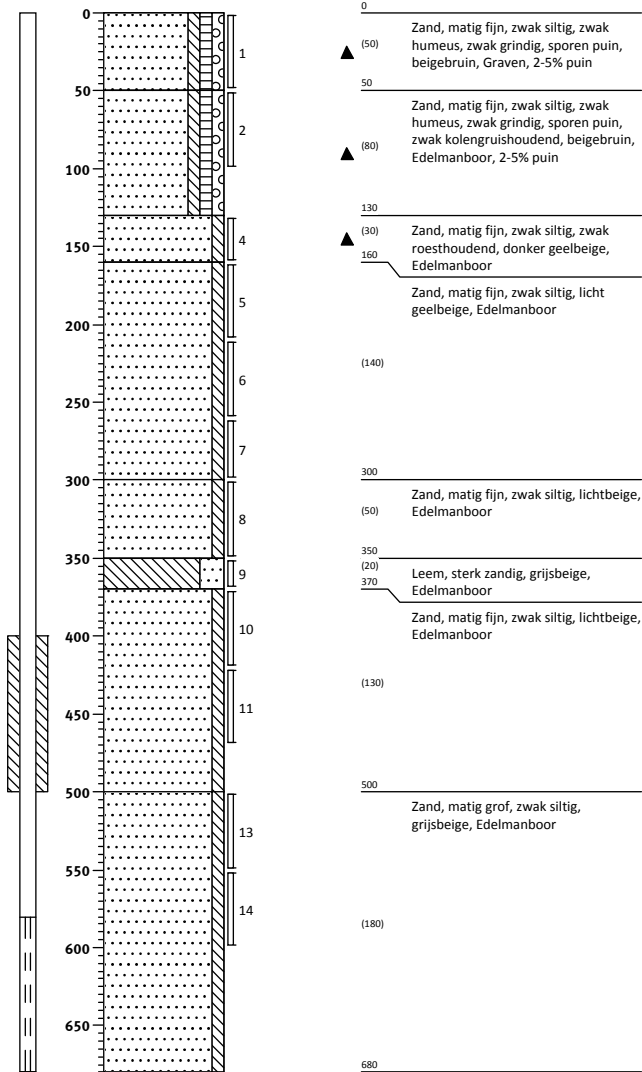 0
50
100
150
200
250
300
350
400
450
500
550
600
650
1
2
4
5
6
7
8
9
10
11
13
14
0
(50)
Zand, matig fijn, zwak siltig, zwak
humeus, zwak grindig, sporen puin,
beigebruin, Graven, 2-5% puin
50
(80)
Zand, matig fijn, zwak siltig, zwak
humeus, zwak grindig, sporen puin,
zwak kolengruishoudend, beigebruin,
Edelmanboor, 2-5% puin
130
(30)
Zand, matig fijn, zwak siltig, zwak
roesthoudend, donker geelbeige,
Edelmanboor
160
Zand, matig fijn, zwak siltig, licht
geelbeige, Edelmanboor
(140)
300
(50)
Zand, matig fijn, zwak siltig, lichtbeige,
Edelmanboor
350
(20)
Leem, sterk zandig, grijsbeige,
Edelmanboor
370
Zand, matig fijn, zwak siltig, lichtbeige,
Edelmanboor
(130)
500
Zand, matig grof, zwak siltig,
grijsbeige, Edelmanboor
(180)
680